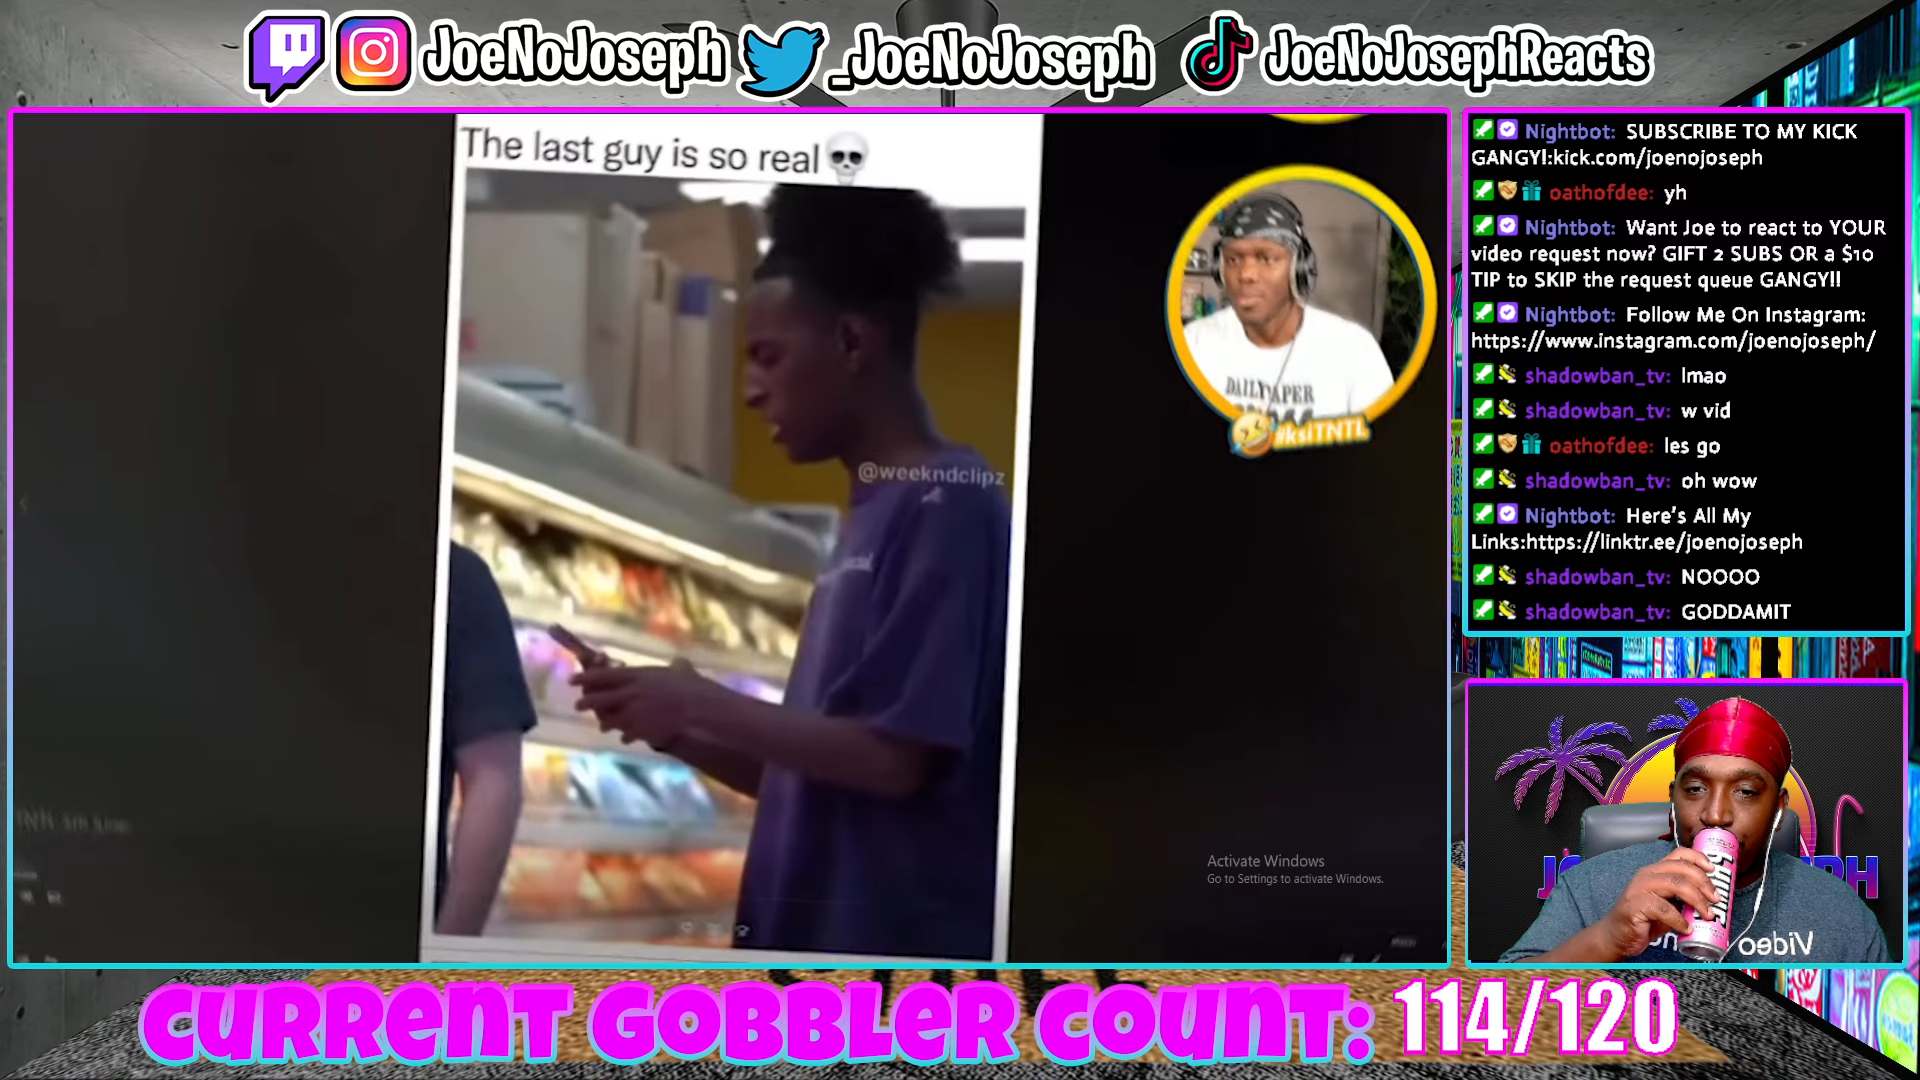 JoeNoJoseph
_JoeNoJoseph
JoeNoJosephReacts
The last guy is so real💀
@weekndclipz
DAILY PAPER
#ksiTNTL
Activate Windows
Go to Settings to activate Windows.
Nightbot: SUBSCRIBE TO MY KICK
GANGY!:kick.com/joenojoseph
oathofdee: yh
Nightbot: Want Joe to react to YOUR
video request now? GIFT 2 SUBS OR a $10
TIP to SKIP the request queue GANGY!!
Nightbot: Follow Me On Instagram:
https://www.instagram.com/joenojoseph/
shadowban_tv: lmao
shadowban_tv: w vid
oathofdee: les go
shadowban_tv: oh wow
Nightbot: Here's All My
Links:https://linktr.ee/joenojoseph
shadowban_tv: NOOOO
shadowban_tv: GODDAMIT
Video
CURRENT GOBBLER COUNT: 114/120